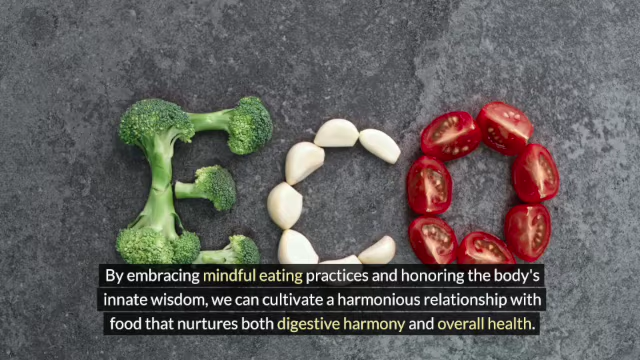 ECO
By embracing mindful eating practices and honoring the body's
innate wisdom, we can cultivate a harmonious relationship with
food that nurtures both digestive harmony and overall health.